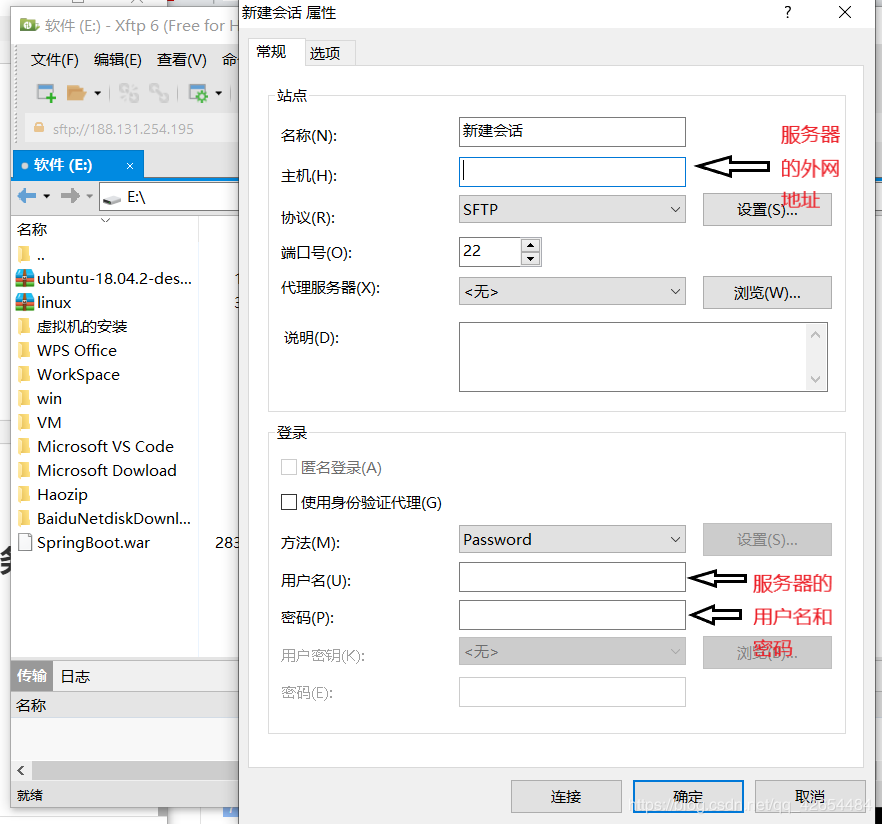 软件 (E:) - Xftp 6 (Free for H
文件(F) 编辑(E) 查看(V) 命
sftp://188.131.254.195
软件 (E:) ×
E:\
名称
..
ubuntu-18.04.2-des...
linux
虚拟机的安装
WPS Office
WorkSpace
win
VM
Microsoft VS Code
Microsoft Dowload
Haozip
BaiduNetdiskDownl...
SpringBoot.war 283
传输 日志
名称
就绪
新建会话 属性 ?
常规 选项
站点
名称(N): 新建会话
主机(H):
服务器
的外网
地址
协议(R): SFTP 设置(S)...
端口号(O): 22
代理服务器(X): <无> 浏览(W)...
说明(D):
登录
匿名登录(A)
使用身份验证代理(G)
方法(M): Password 设置(S)...
用户名(U):
密码(P):
服务器的
用户名和
密码
用户密钥(K): <无>
密码(E):
连接 确定 取消
https://blog.csdn.net/qq_42654484